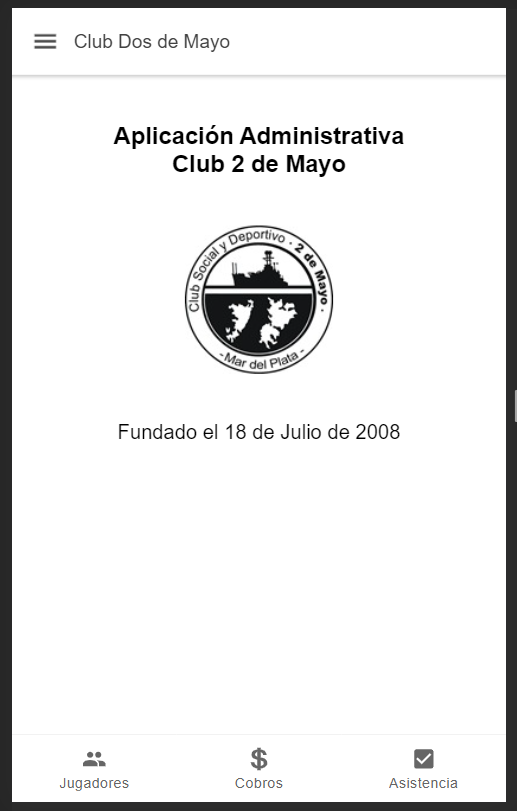 Club Dos de Mayo
Aplicación Administrativa
Club 2 de Mayo
Club Social y Deportivo · 2 de Mayo ·
- Mar del Plata -
Fundado el 18 de Julio de 2008
Jugadores
Cobros
Asistencia